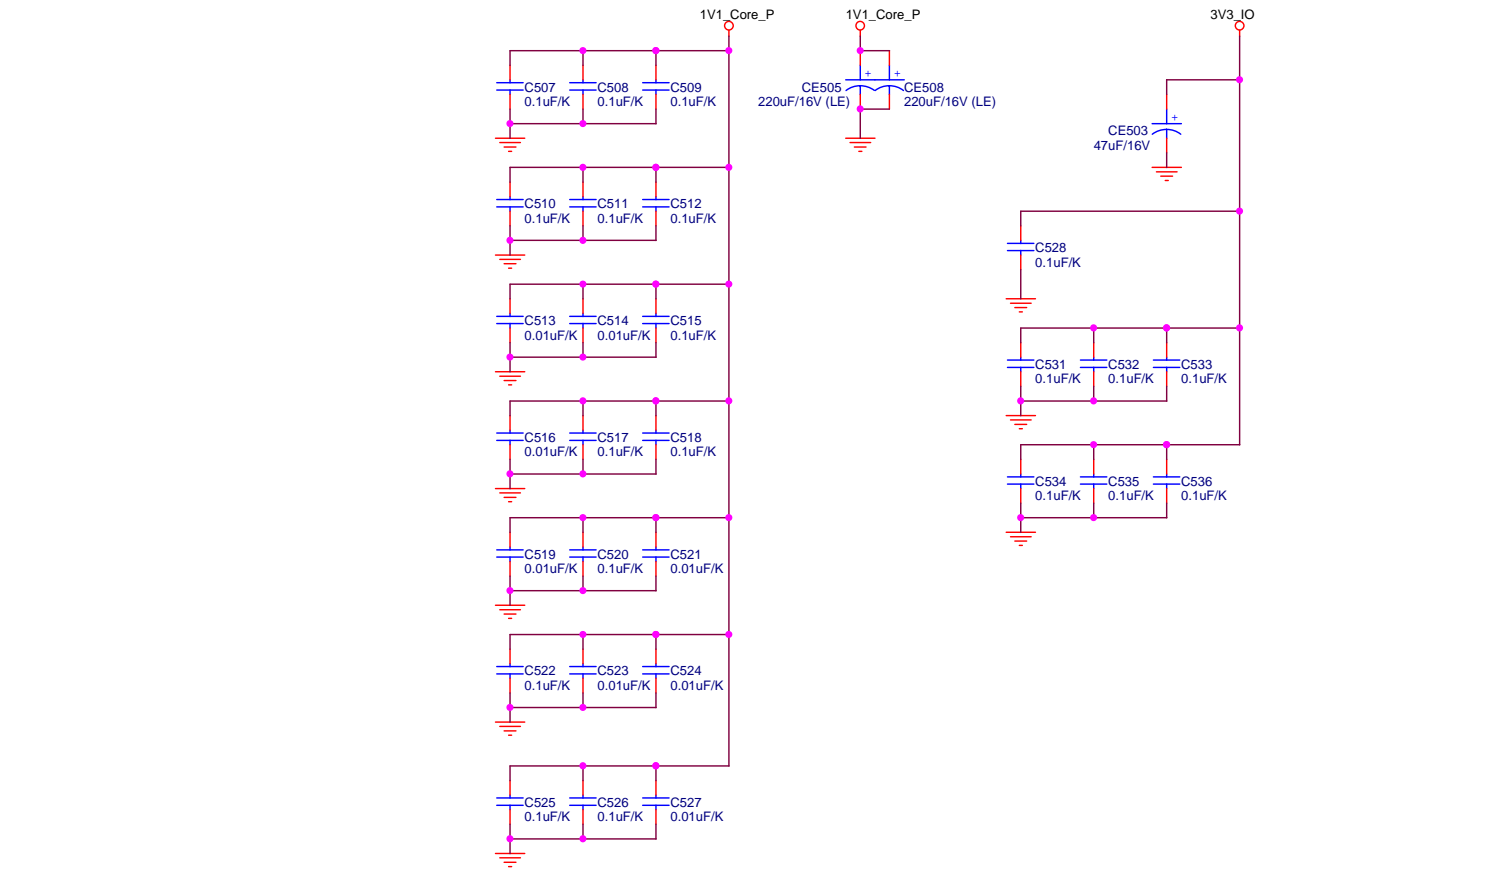 1V1_Core_P
1V1_Core_P
3V3_IO
C507
0.1uF/K
C508
0.1uF/K
C509
0.1uF/K
+
+
CE505
220uF/16V (LE)
CE508
220uF/16V (LE)
+
CE503
47uF/16V
C510
0.1uF/K
C511
0.1uF/K
C512
0.1uF/K
C528
0.1uF/K
C513
0.01uF/K
C514
0.01uF/K
C515
0.1uF/K
C531
0.1uF/K
C532
0.1uF/K
C533
0.1uF/K
C516
0.01uF/K
C517
0.1uF/K
C518
0.1uF/K
C534
0.1uF/K
C535
0.1uF/K
C536
0.1uF/K
C519
0.01uF/K
C520
0.1uF/K
C521
0.01uF/K
C522
0.1uF/K
C523
0.01uF/K
C524
0.01uF/K
C525
0.1uF/K
C526
0.1uF/K
C527
0.01uF/K